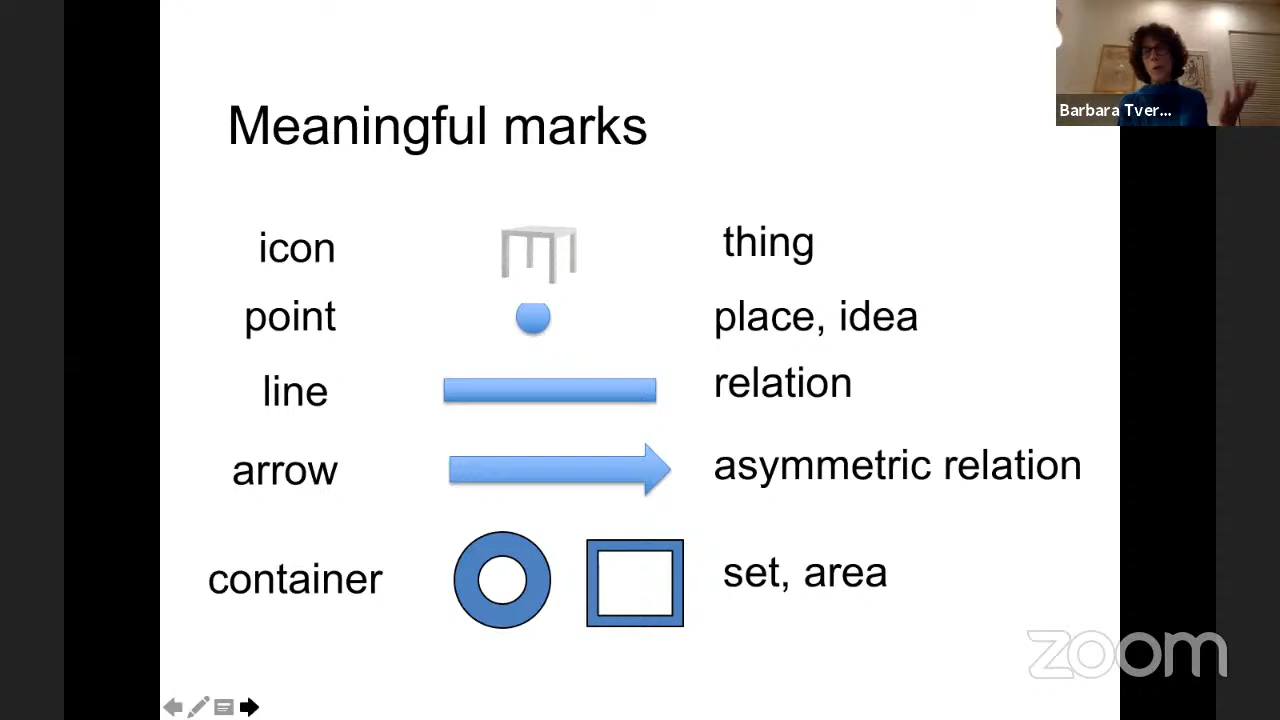 Barbara Tver...
Meaningful marks
icon thing
point place, idea
line relation
arrow asymmetric relation
container set, area
zoom